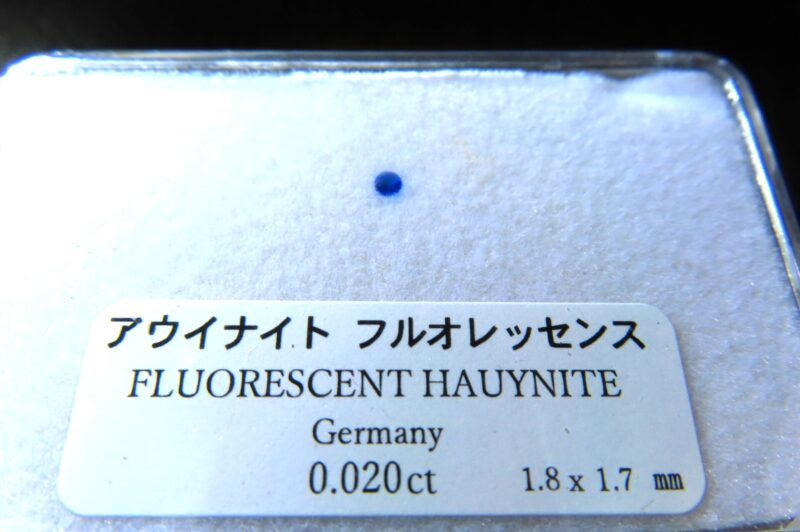 アウイナイト フルオレッセンス
FLUORESCENT HAUYNITE
Germany
0.020ct 1.8 x 1.7 ㎜